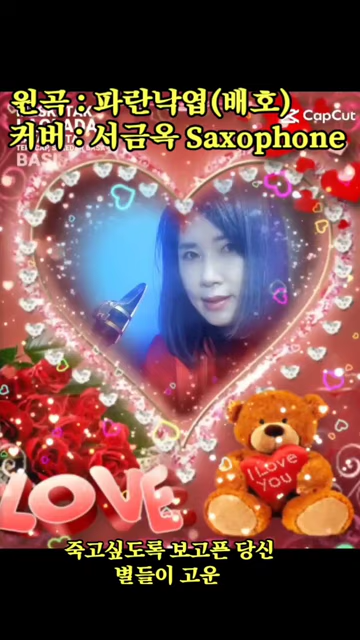 원곡 : 파란낙엽(배호)
CapCut
커버 : 서금옥 Saxophone
LOVE
I LOVE
YOU
죽고싶도록 보고픈 당신
별들이 고운